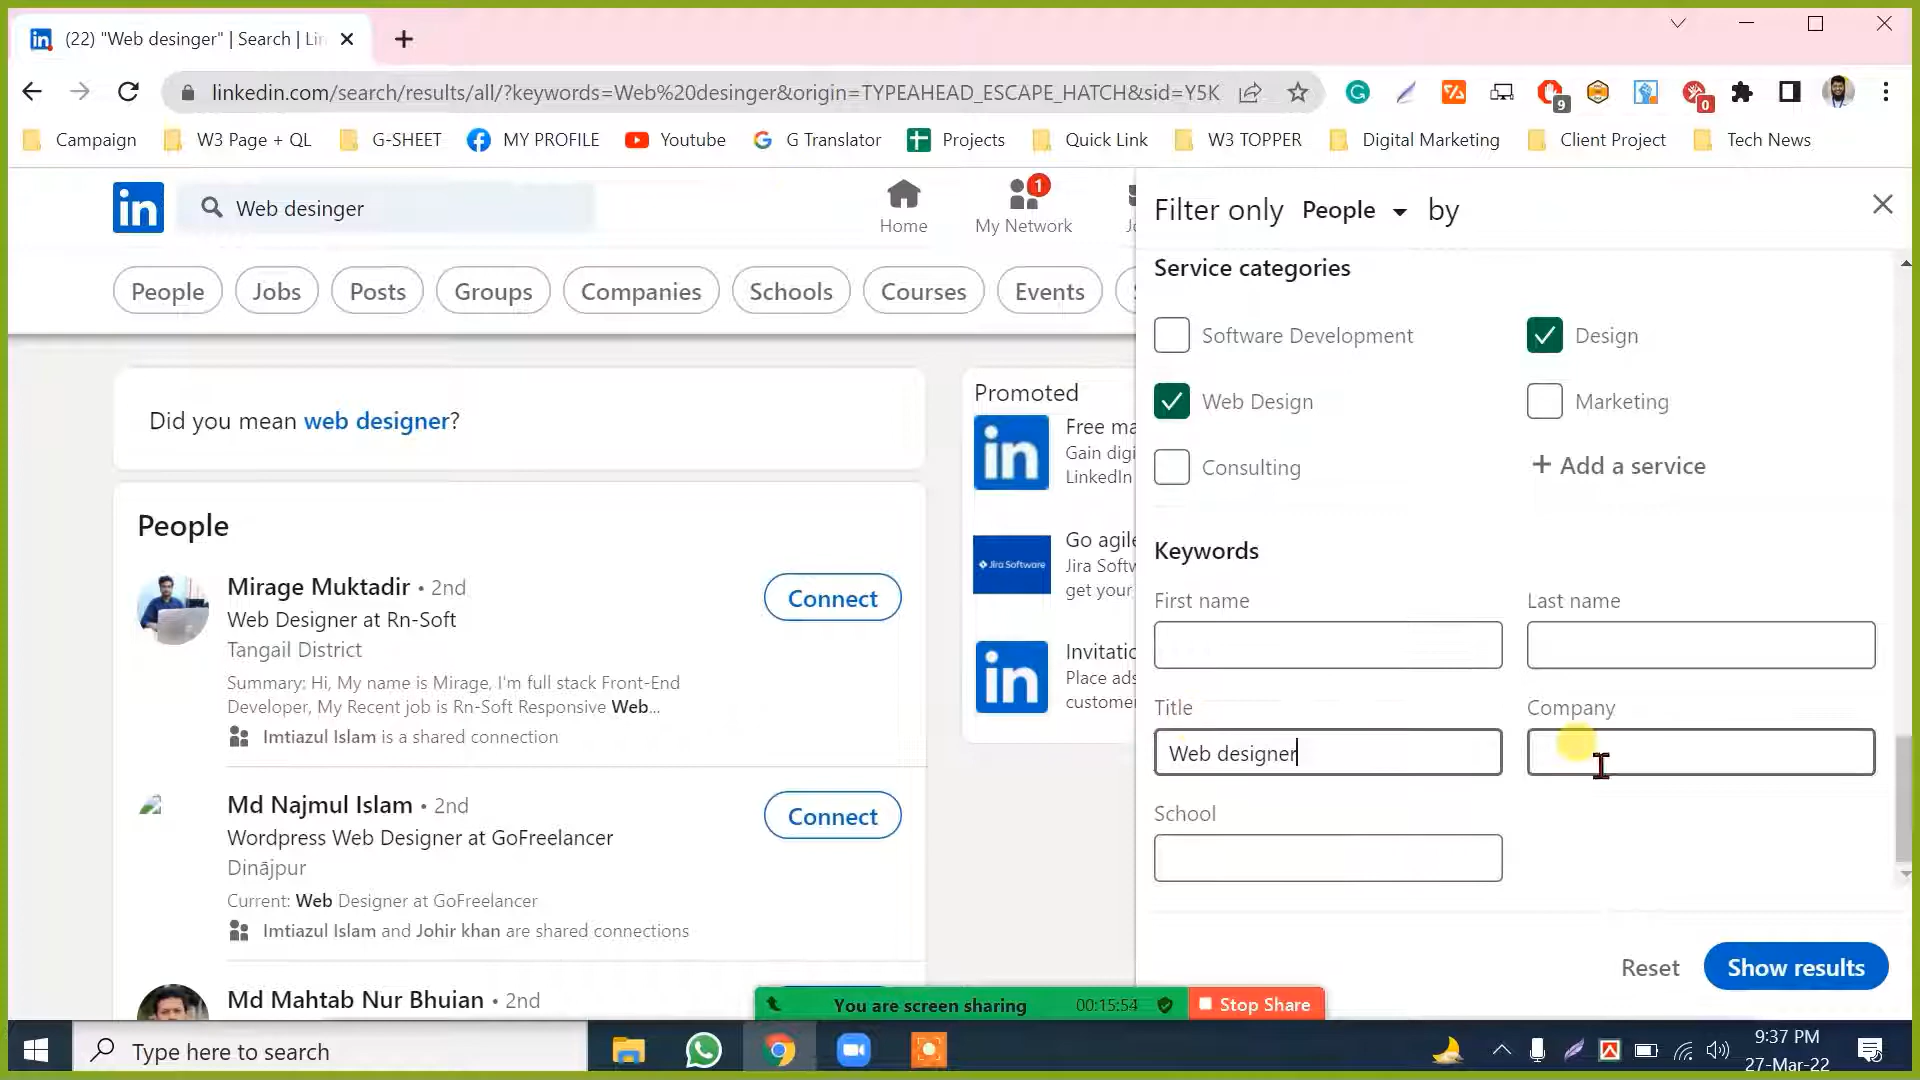 (22) "Web desinger" | Search | Lin
linkedin.com/search/results/all/?keywords=Web%20desinger&origin=TYPEAHEAD_ESCAPE_HATCH&sid=Y5K
9
0
Campaign
W3 Page + QL
G-SHEET
MY PROFILE
Youtube
G Translator
Projects
Quick Link
W3 TOPPER
Digital Marketing
Client Project
Tech News
in
Web desinger
Home
1
My Network
People
Jobs
Posts
Groups
Companies
Schools
Courses
Events
Did you mean web designer?
People
Mirage Muktadir • 2nd
Web Designer at Rn-Soft
Tangail District
Summary: Hi, My name is Mirage, I'm full stack Front-End
Developer, My Recent job is Rn-Soft Responsive Web...
Imtiazul Islam is a shared connection
Connect
Md Najmul Islam • 2nd
Wordpress Web Designer at GoFreelancer
Dinājpur
Current: Web Designer at GoFreelancer
Imtiazul Islam and Johir khan are shared connections
Connect
Md Mahtab Nur Bhuian • 2nd
Promoted
in
Free ma
Gain digi
LinkedIn
Jira Software
Go agile
Jira Softw
get your
in
Invitatic
Place ads
custome
Filter only People by
Service categories
Software Development
Design
Web Design
Marketing
Consulting
+ Add a service
Keywords
First name
Last name
Title
Company
Web designer
School
Reset
Show results
You are screen sharing
00:15:54
Stop Share
Type here to search
9:37 PM
27-Mar-22